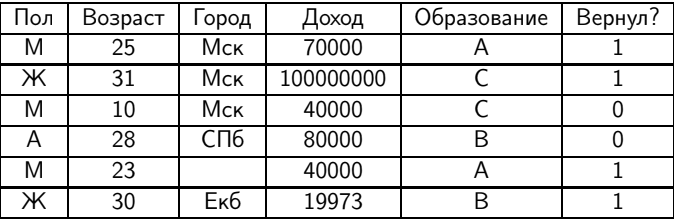 Пол Возраст Город Доход Образование Вернул?
М 25 Мск 70000 A 1
Ж 31 Мск 100000000 C 1
М 10 Мск 40000 C 0
А 28 СПб 80000 B 0
М 23 40000 A 1
Ж 30 Екб 19973 B 1